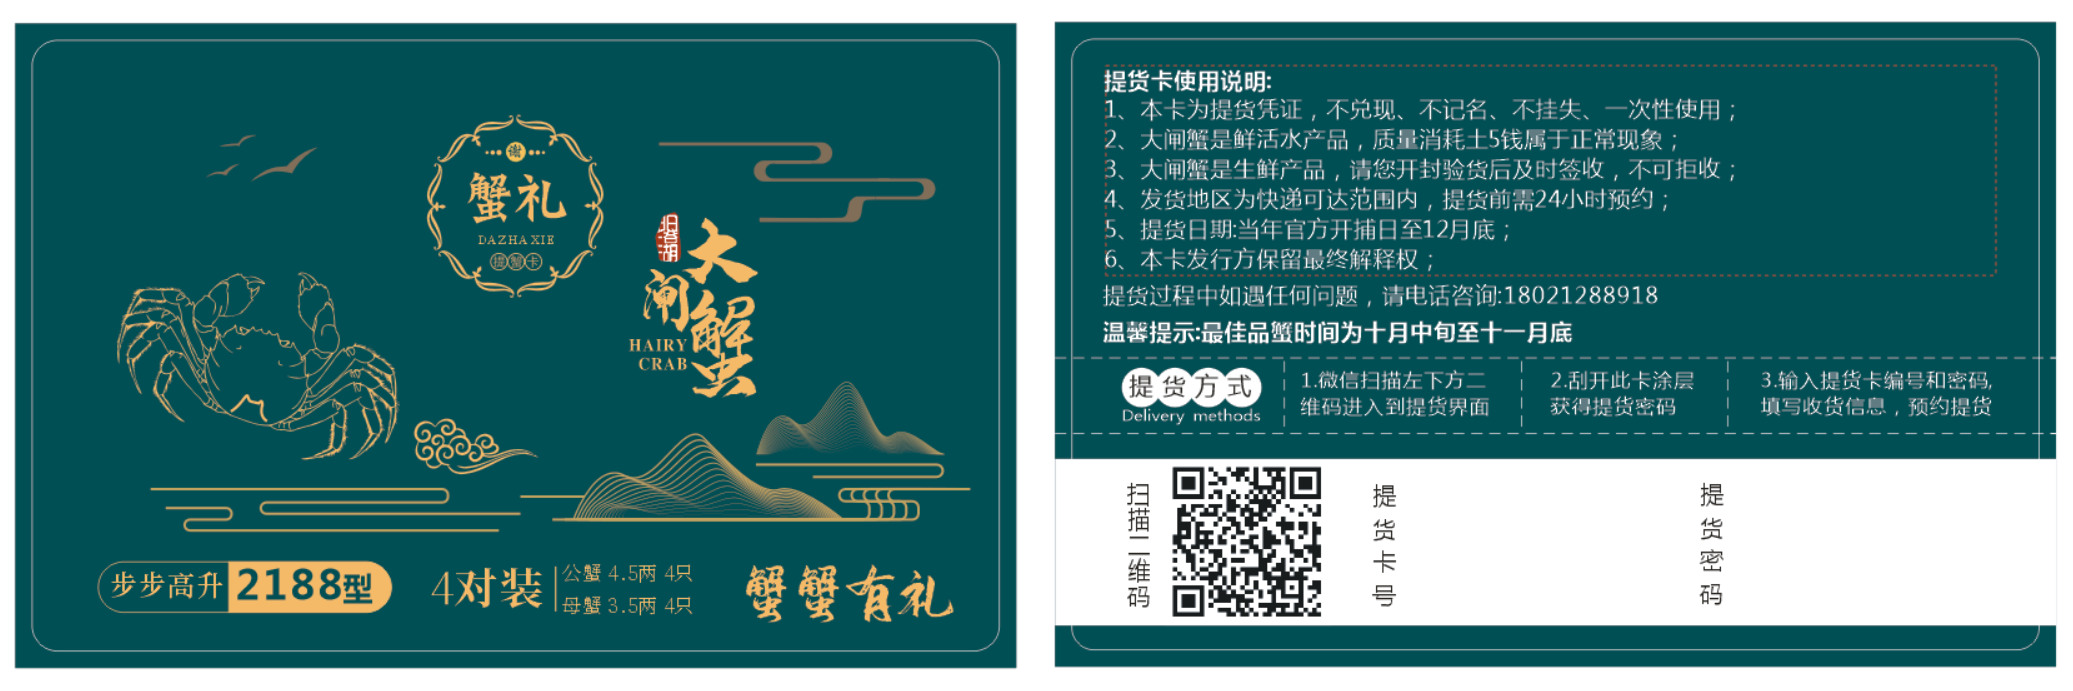 谢
蟹礼
DAZHA XIE
提蟹卡
大闸蟹
HAIRY
CRAB
步步高升 2188型
4对装
公蟹 4.5两 4只
母蟹 3.5两 4只
蟹蟹有礼
提货卡使用说明:
1、本卡为提货凭证，不兑现、不记名、不挂失、一次性使用；
2、大闸蟹是鲜活水产品，质量消耗土5钱属于正常现象；
3、大闸蟹是生鲜产品，请您开封验货后及时签收，不可拒收；
4、发货地区为快递可达范围内，提货前需24小时预约；
5、提货日期:当年官方开捕日至12月底；
6、本卡发行方保留最终解释权；
提货过程中如遇任何问题，请电话咨询:18021288918
温馨提示:最佳品蟹时间为十月中旬至十一月底
提货方式
Delivery methods
1.微信扫描左下方二
维码进入到提货界面
2.刮开此卡涂层
获得提货密码
3.输入提货卡编号和密码,
填写收货信息，预约提货
扫描二维码
提货卡号
提货密码